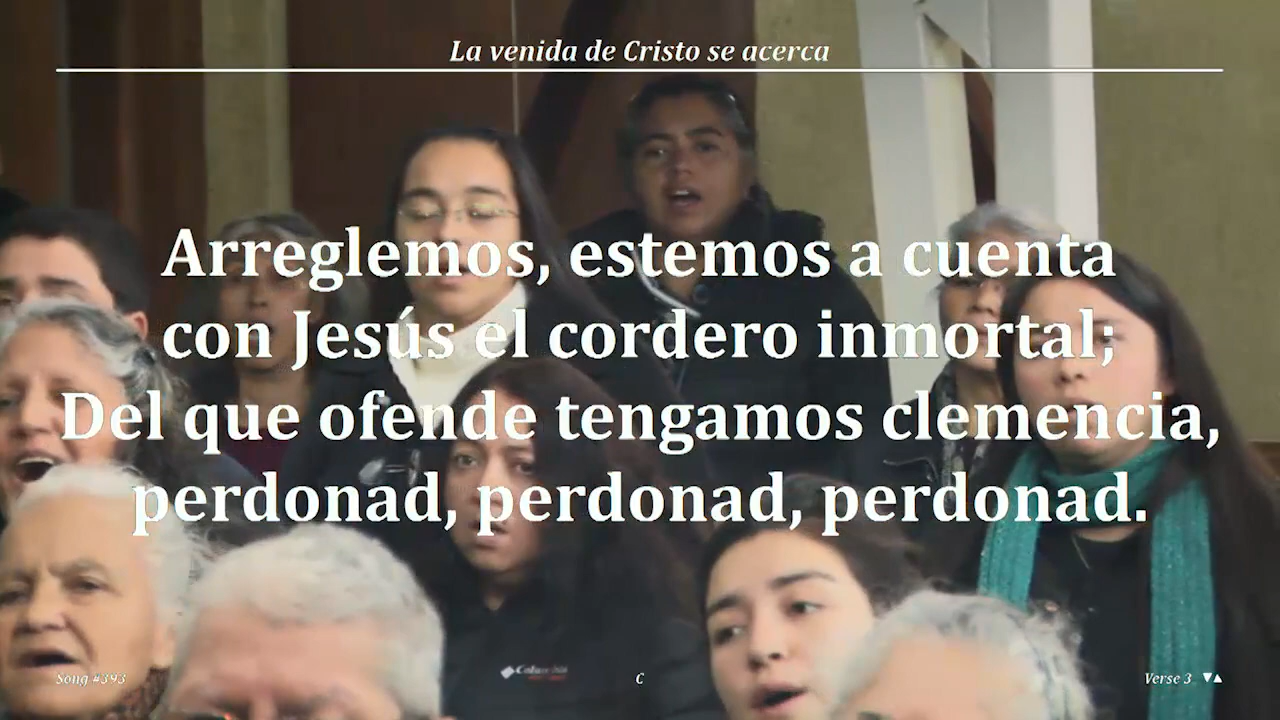 La venida de Cristo se acerca
Arreglemos, estemos a cuenta
con Jesús el cordero inmortal;
Del que ofende tengamos clemencia,
perdonad, perdonad, perdonad.
Columbia
Song #393
C
Verse 3 ▼▲